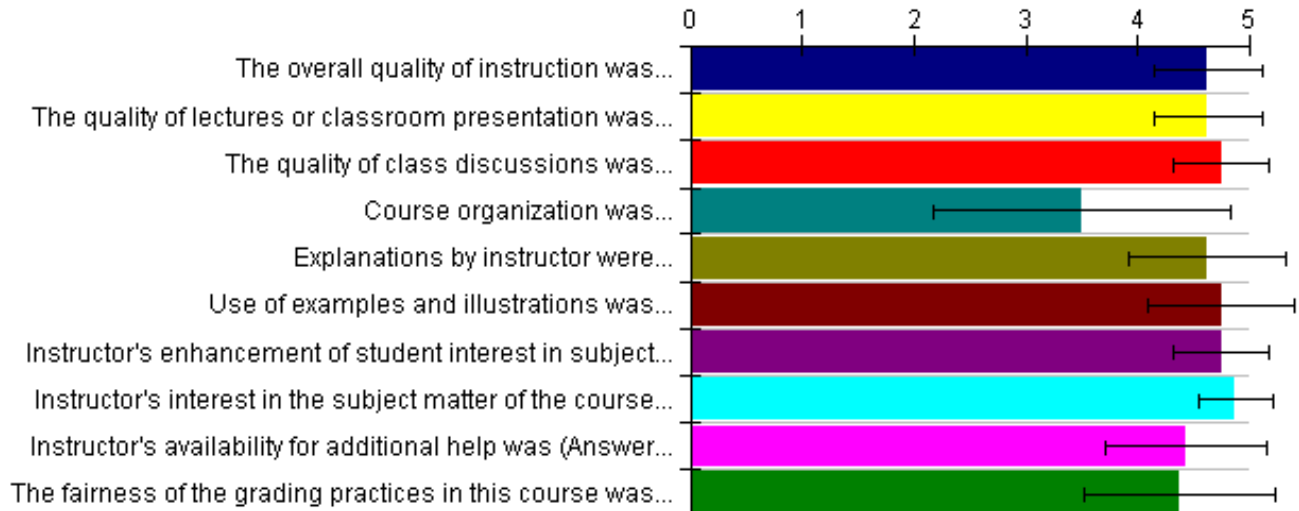 0 1 2 3 4 5
The overall quality of instruction was...
The quality of lectures or classroom presentation was...
The quality of class discussions was...
Course organization was...
Explanations by instructor were...
Use of examples and illustrations was...
Instructor's enhancement of student interest in subject...
Instructor's interest in the subject matter of the course...
Instructor's availability for additional help was (Answer...
The fairness of the grading practices in this course was...